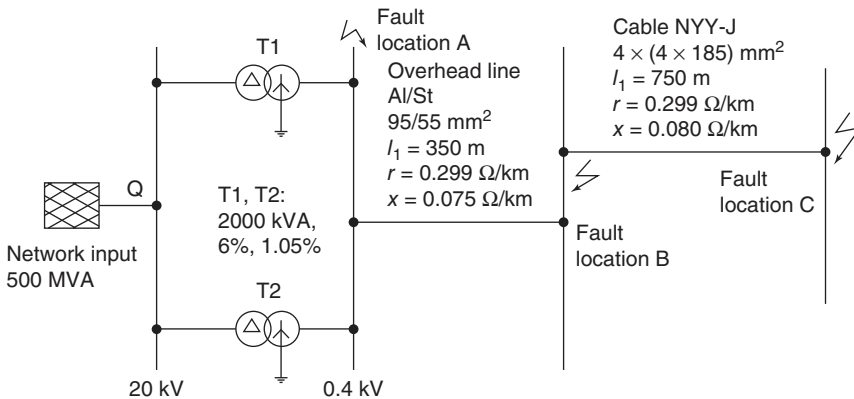 T1
Fault
location A
Overhead line
Al/St
95/55 mm²
l₁ = 350 m
r = 0.299 Ω/km
x = 0.075 Ω/km
Cable NYY-J
4 × (4 × 185) mm²
l₁ = 750 m
r = 0.299 Ω/km
x = 0.080 Ω/km
Q
Network input
500 MVA
T1, T2:
2000 kVA,
6%, 1.05%
T2
Fault
location B
Fault
location C
20 kV
0.4 kV